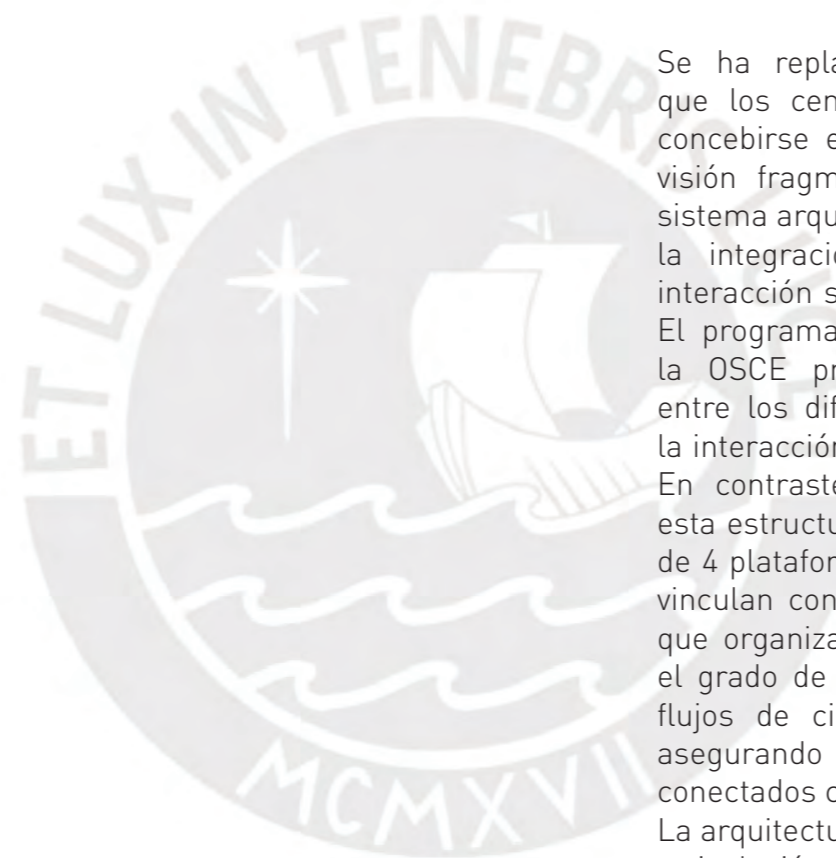 ET LUX IN TENEBRIS
MCMXVII
Se ha repla
que los cen
concebirse e
visión fragm
sistema arqu
la integració
interacción s
El programa
la OSCE pr
entre los dif
la interacción
En contraste
esta estructu
de 4 platafor
vinculan con
que organiza
el grado de
flujos de ci
asegurando
conectados c
La arquitectu